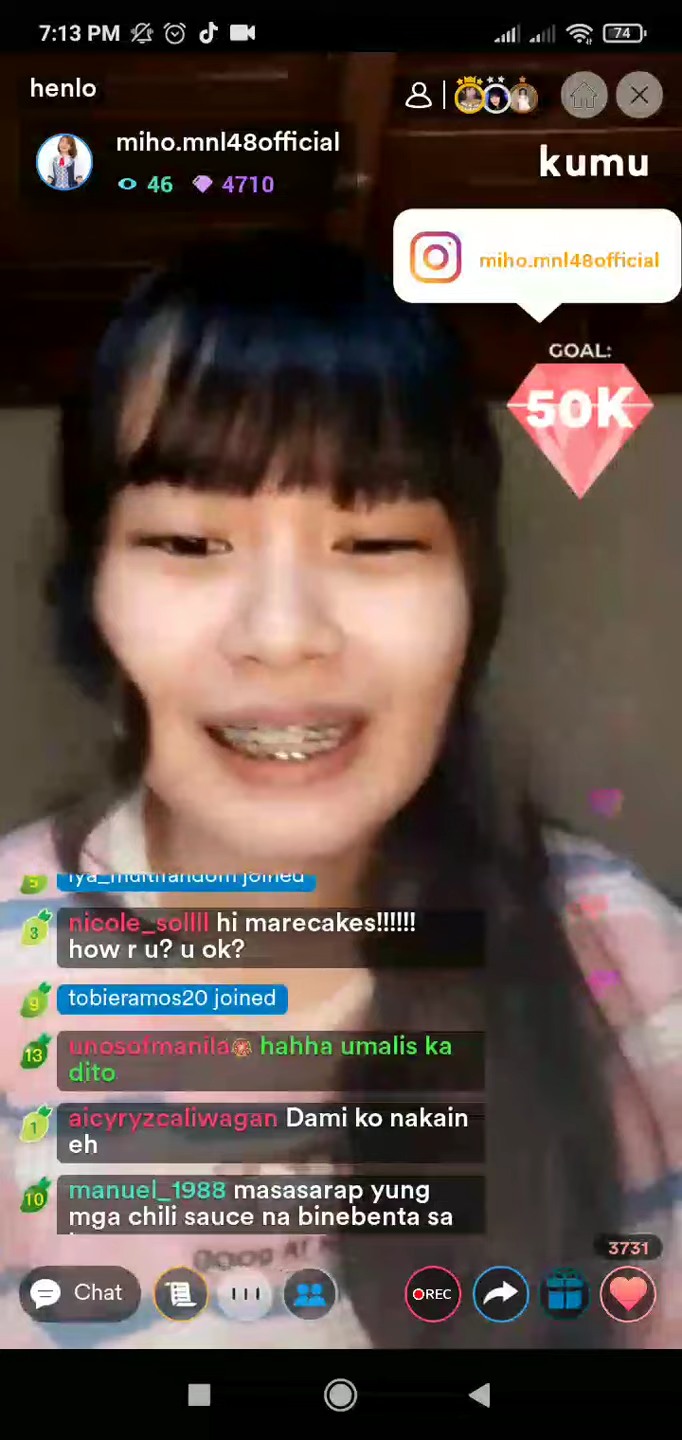 7:13 PM
74
henlo
miho.mnl48official
46
4710
kumu
miho.mnl48official
GOAL:
50K
iya_multifandom joined
3
nicole_sollll hi marecakes!!!!!!
how r u? u ok?
9
tobieramos20 joined
13
unosofmanila hahha umalis ka
dito
1
aicyryzcaliwagan Dami ko nakain
eh
10
manuel_1988 masasarap yung
mga chili sauce na binebenta sa
3731
Chat
REC